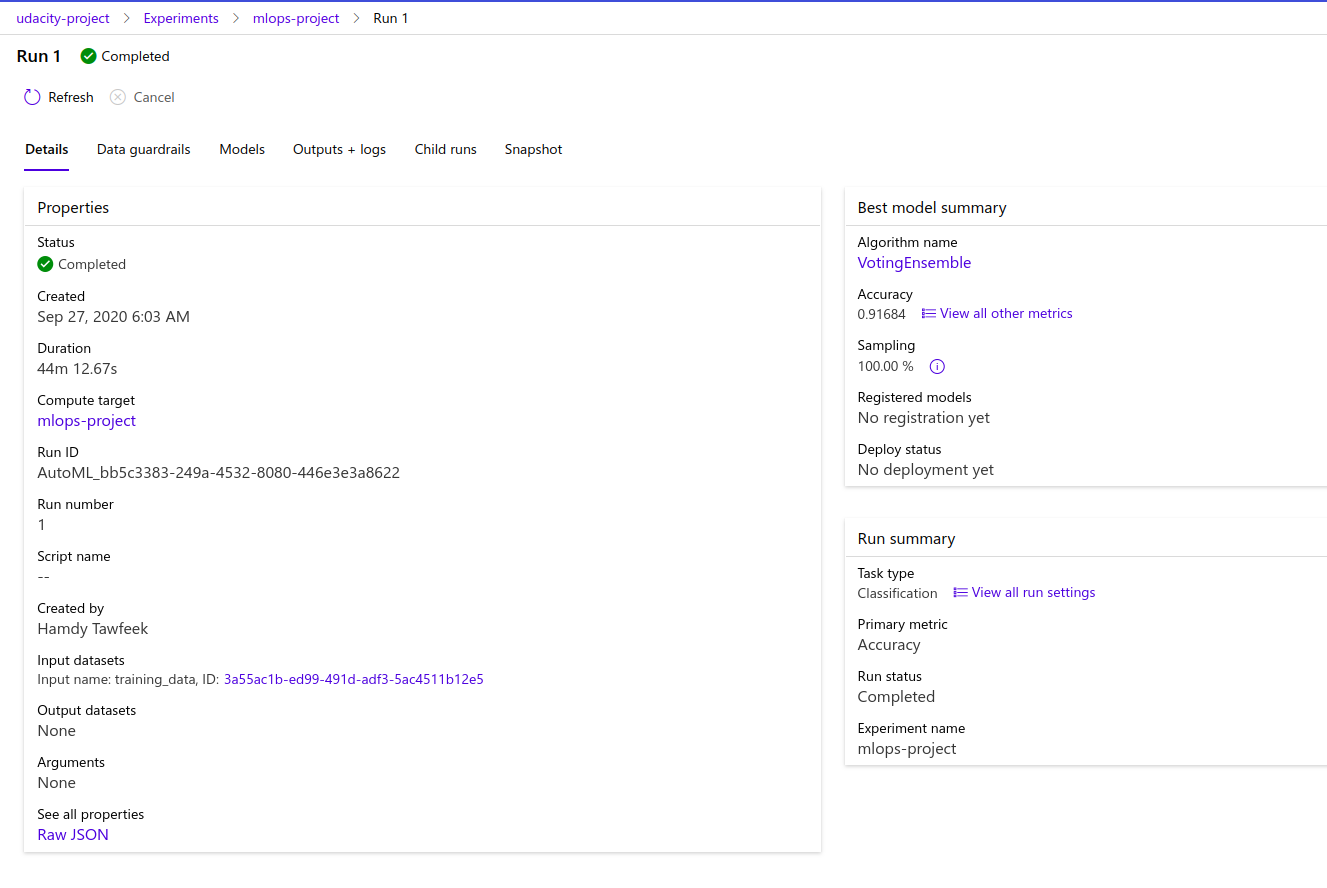 udacity-project > Experiments > mlops-project > Run 1
Run 1 Completed
Refresh Cancel
Details Data guardrails Models Outputs + logs Child runs Snapshot
Properties
Status
Completed
Created
Sep 27, 2020 6:03 AM
Duration
44m 12.67s
Compute target
mlops-project
Run ID
AutoML_bb5c3383-249a-4532-8080-446e3e3a8622
Run number
1
Script name
--
Created by
Hamdy Tawfeek
Input datasets
Input name: training_data, ID: 3a55ac1b-ed99-491d-adf3-5ac4511b12e5
Output datasets
None
Arguments
None
See all properties
Raw JSON
Best model summary
Algorithm name
VotingEnsemble
Accuracy
0.91684 View all other metrics
Sampling
100.00 %
Registered models
No registration yet
Deploy status
No deployment yet
Run summary
Task type
Classification View all run settings
Primary metric
Accuracy
Run status
Completed
Experiment name
mlops-project